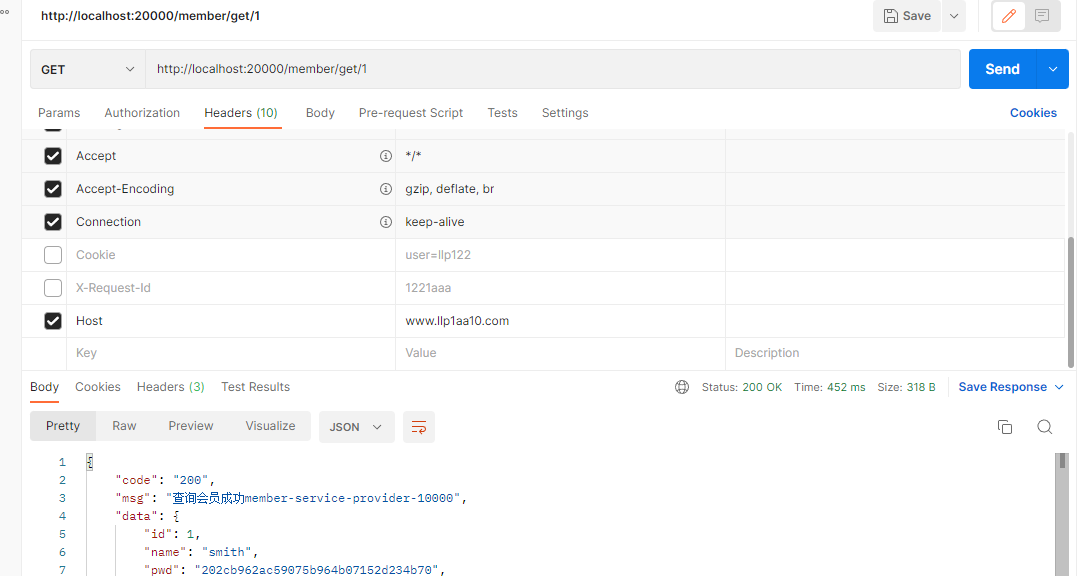 http://localhost:20000/member/get/1
Save
GET http://localhost:20000/member/get/1 Send
Params Authorization Headers (10) Body Pre-request Script Tests Settings Cookies
Accept */*
Accept-Encoding gzip, deflate, br
Connection keep-alive
Cookie user=llp122
X-Request-Id 1221aaa
Host www.llp1aa10.com
Key Value Description
Body Cookies Headers (3) Test Results Status: 200 OK Time: 452 ms Size: 318 B Save Response
Pretty Raw Preview Visualize JSON
1 {
2 "code": "200",
3 "msg": "查询会员成功member-service-provider-10000",
4 "data": {
5 "id": 1,
6 "name": "smith",
7 "pwd": "202cb962ac59075b964b07152d234b70",